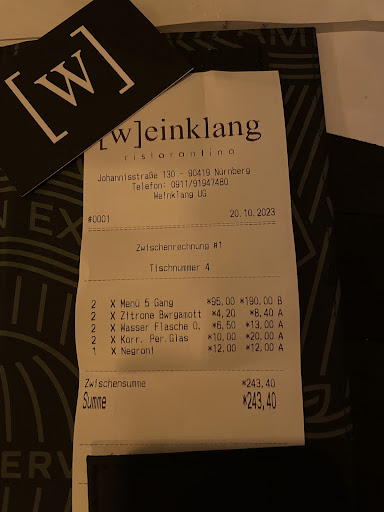 [w]
[w]einklang
ristorantino
Johannisstraße 130 - 90419 Nürnberg
Telefon: 0911/91947480
Weinklang UG
#0001 20.10.2023
Zwischenrechnung #1
Tischnummer 4
2 X Menü 5 Gang *95,00 *190,00 B
2 X Zitrone Bwrgamott *4,20 *8,40 A
2 X Wasser Flasche 0. *6,50 *13,00 A
2 X Korr. Per.Glas *10,00 *20,00 A
1 X Negroni *12,00 *12,00 A
Zwischensumme *243,40
Summe *243,40